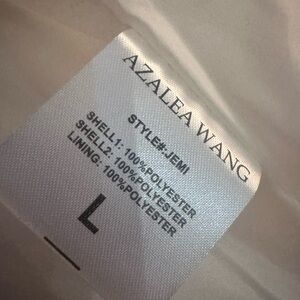 AZALEA WANG
STYLE#:JEMI
SHELL1: 100%POLYESTER
SHELL2: 100%POLYESTER
LINING: 100%POLYESTER
L